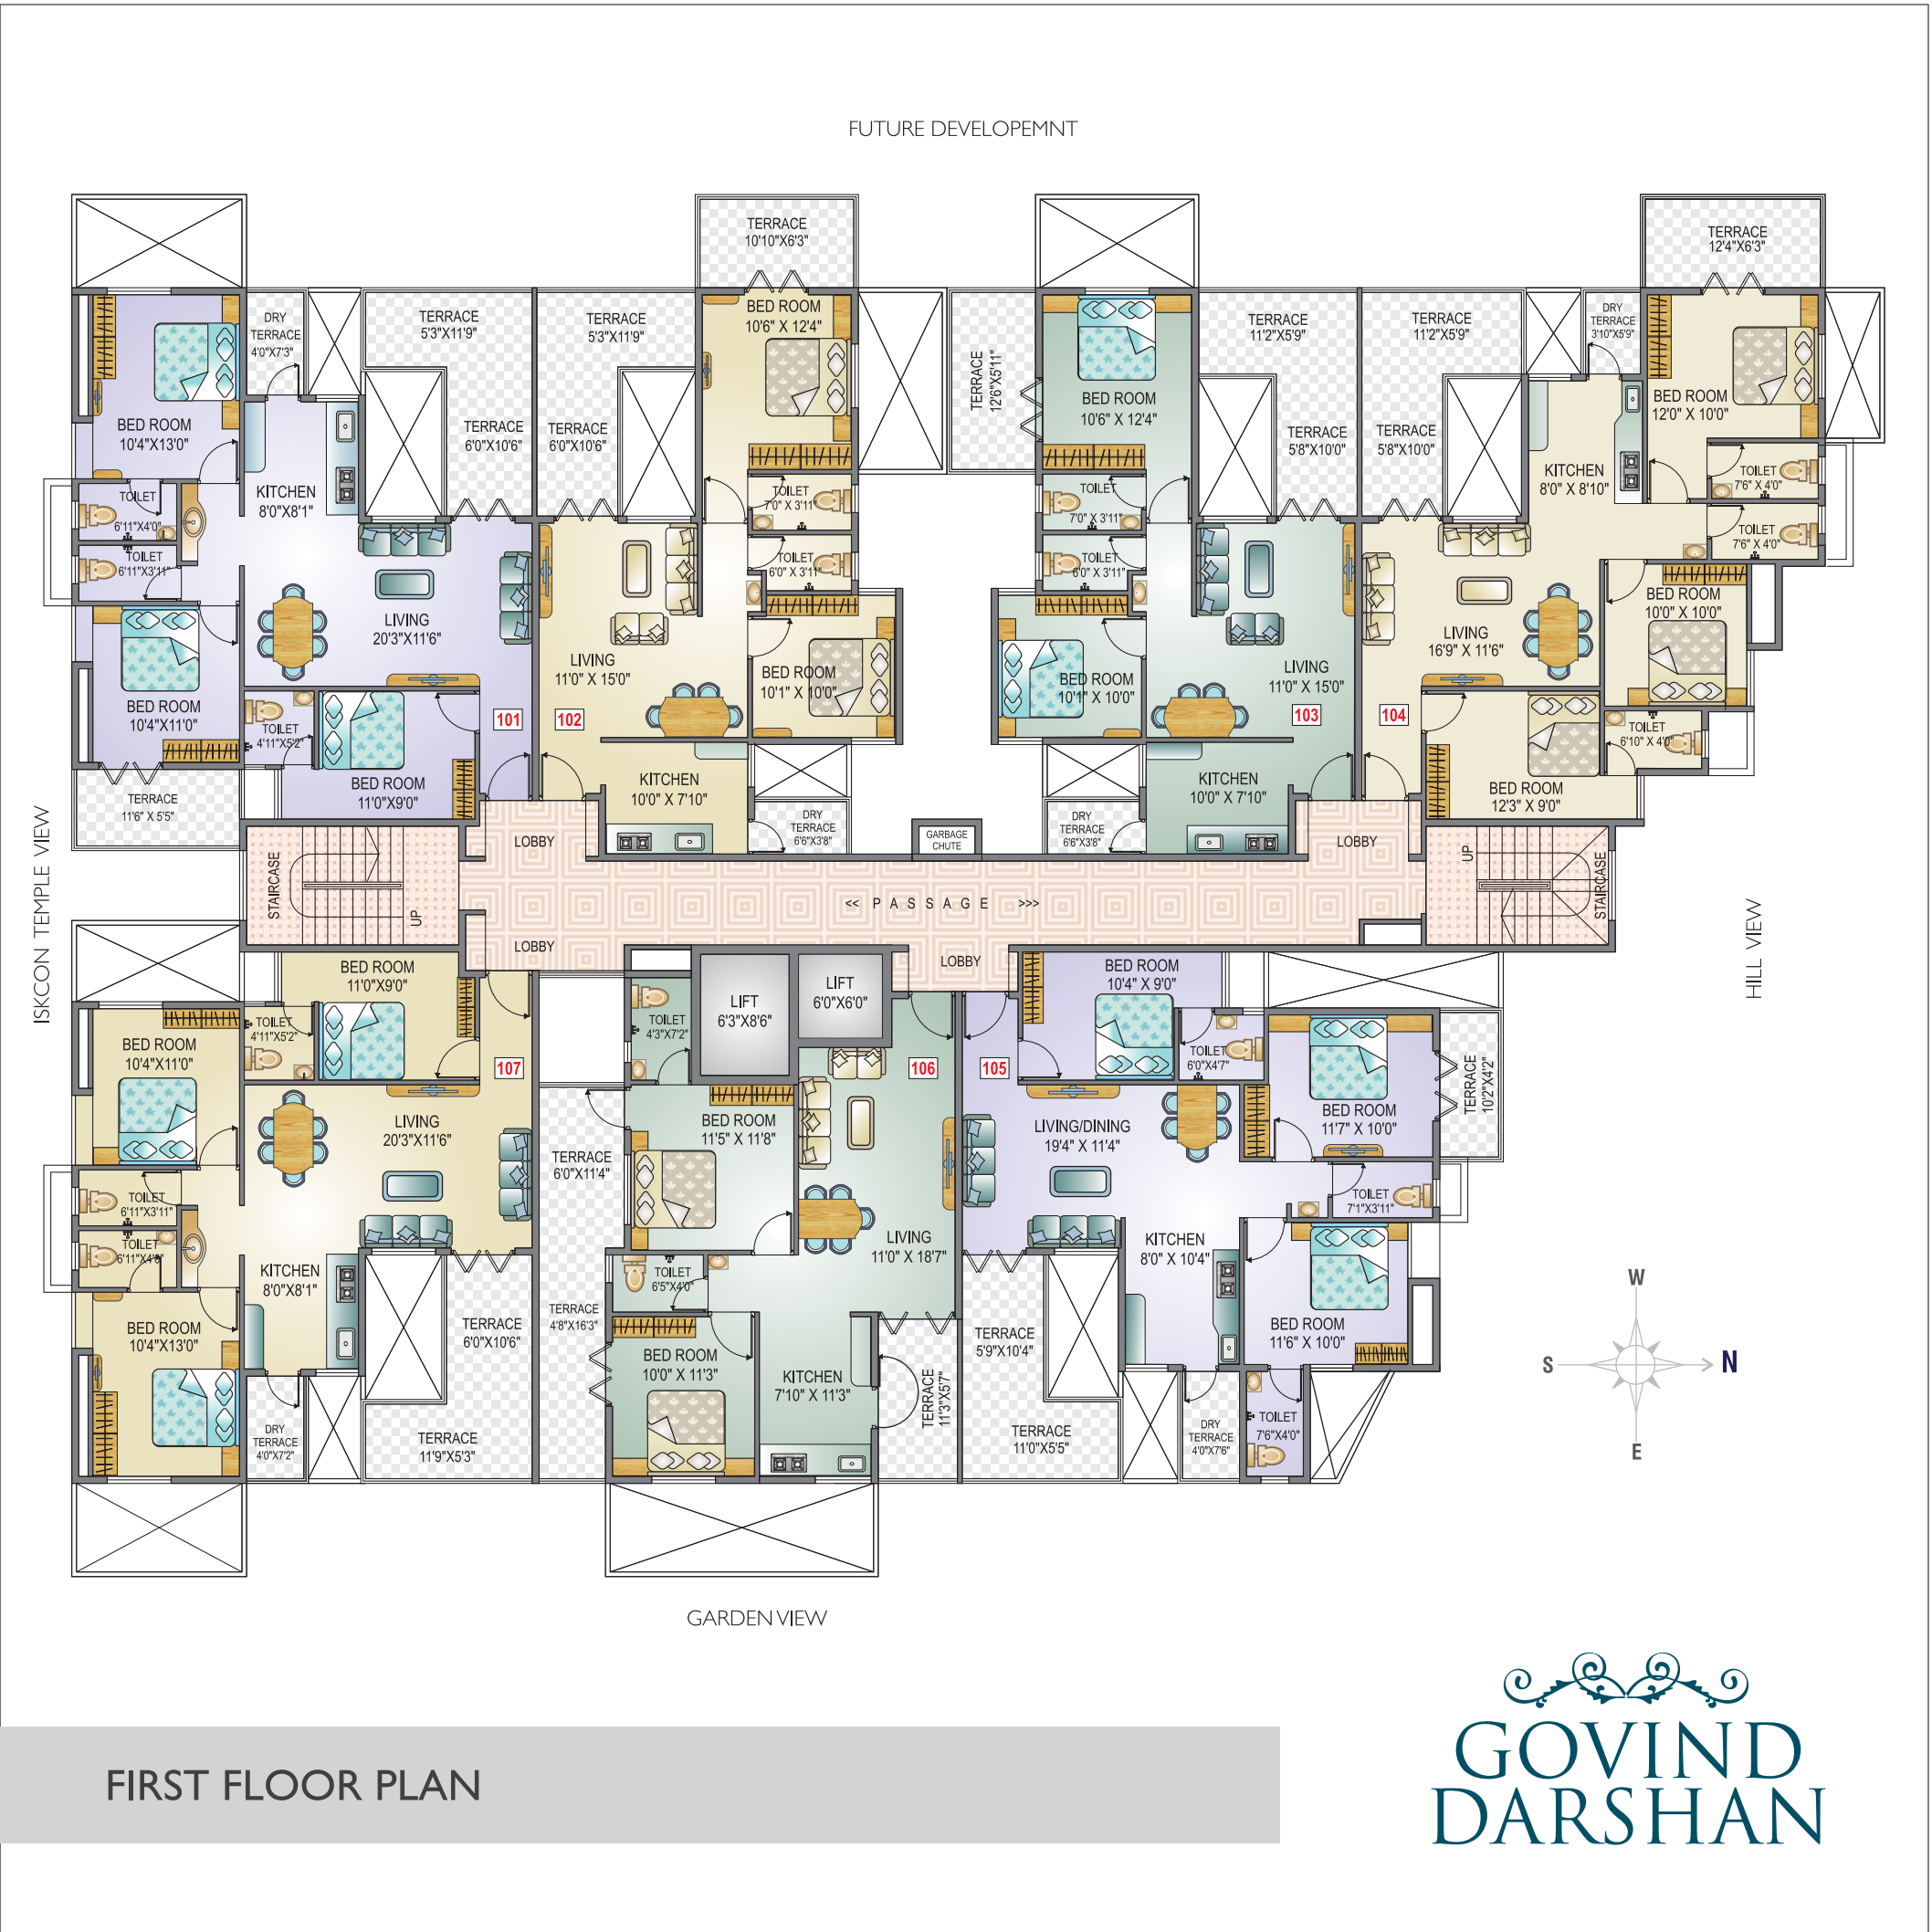 FUTURE DEVELOPEMNT
TERRACE
10'10"X6'3"
TERRACE
12'4"X6'3"
BED ROOM
10'4"X13'0"
DRY
TERRACE
4'0"X7'3"
TERRACE
5'3"X11'9"
TERRACE
6'0"X10'6"
KITCHEN
8'0"X8'1"
TOILET
6'11"X4'0"
TOILET
6'11"X3'11"
LIVING
20'3"X11'6"
BED ROOM
10'4"X11'0"
TOILET
4'11"X5'2"
BED ROOM
11'0"X9'0"
101
TERRACE
11'6" X 5'5"
TERRACE
5'3"X11'9"
TERRACE
6'0"X10'6"
BED ROOM
10'6" X 12'4"
TOILET
7'0" X 3'11"
TOILET
6'0" X 3'11"
LIVING
11'0" X 15'0"
BED ROOM
10'1" X 10'0"
102
KITCHEN
10'0" X 7'10"
DRY
TERRACE
6'6"X3'8"
TERRACE
12'6"X5'11"
BED ROOM
10'6" X 12'4"
TERRACE
11'2"X5'9"
TERRACE
5'8"X10'0"
TOILET
7'0" X 3'11"
TOILET
6'0" X 3'11"
BED ROOM
10'1" X 10'0"
LIVING
11'0" X 15'0"
103
KITCHEN
10'0" X 7'10"
DRY
TERRACE
6'6"X3'8"
TERRACE
11'2"X5'9"
TERRACE
5'8"X10'0"
DRY
TERRACE
3'10"X5'9"
BED ROOM
12'0" X 10'0"
KITCHEN
8'0" X 8'10"
TOILET
7'6" X 4'0"
TOILET
7'6" X 4'0"
BED ROOM
10'0" X 10'0"
LIVING
16'9" X 11'6"
104
TOILET
6'10" X 4'0"
BED ROOM
12'3" X 9'0"
ISKCON TEMPLE VIEW
STAIRCASE
UP
LOBBY
GARBAGE
CHUTE
LOBBY
UP
STAIRCASE
<< P A S S A G E >>>
LOBBY
LOBBY
HILL VIEW
BED ROOM
11'0"X9'0"
BED ROOM
10'4"X11'0"
TOILET
4'11"X5'2"
107
LIVING
20'3"X11'6"
TOILET
6'11"X3'11"
TOILET
6'11"X4'0"
KITCHEN
8'0"X8'1"
BED ROOM
10'4"X13'0"
TERRACE
6'0"X10'6"
DRY
TERRACE
4'0"X7'2"
TERRACE
11'9"X5'3"
LIFT
6'3"X8'6"
LIFT
6'0"X6'0"
TOILET
4'3"X7'2"
106
BED ROOM
11'5" X 11'8"
TERRACE
6'0"X11'4"
LIVING
11'0" X 18'7"
TOILET
6'5"X4'0"
TERRACE
4'8"X16'3"
BED ROOM
10'0" X 11'3"
KITCHEN
7'10" X 11'3"
TERRACE
11'3"X5'7"
105
BED ROOM
10'4" X 9'0"
TOILET
6'0"X4'7"
TERRACE
10'2"X4'2"
BED ROOM
11'7" X 10'0"
LIVING/DINING
19'4" X 11'4"
TOILET
7'1"X3'11"
KITCHEN
8'0" X 10'4"
BED ROOM
11'6" X 10'0"
TERRACE
5'9"X10'4"
TERRACE
11'0"X5'5"
DRY
TERRACE
4'0"X7'6"
TOILET
7'6"X4'0"
W
S
N
E
GARDEN VIEW
FIRST FLOOR PLAN
GOVIND
DARSHAN